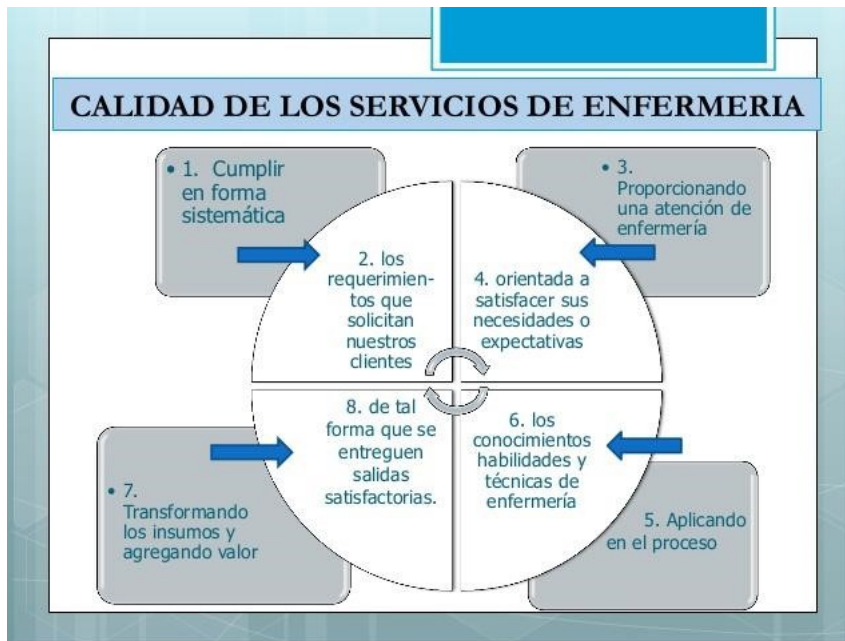 CALIDAD DE LOS SERVICIOS DE ENFERMERIA
• 1. Cumplir
en forma
sistemática
2. los
requerimien-
tos que
solicitan
nuestros
clientes
• 3.
Proporcionando
una atención de
enfermería
4. orientada a
satisfacer sus
necesidades o
expectativas
5. Aplicando
en el proceso
6. los
conocimientos
habilidades y
técnicas de
enfermería
• 7.
Transformando
los insumos y
agregando valor
8. de tal
forma que se
entreguen
salidas
satisfactorias.